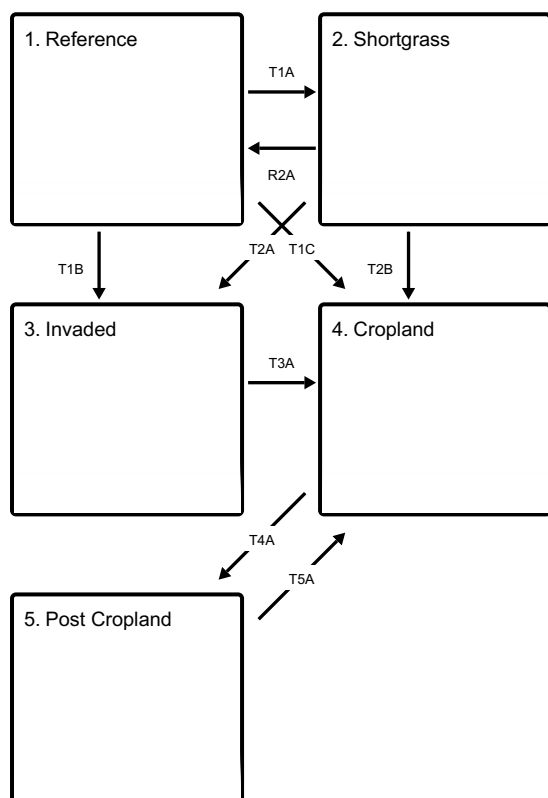 1. Reference
2. Shortgrass
T1A
R2A
T1B
T2A
T1C
T2B
3. Invaded
4. Cropland
T3A
T4A
T5A
5. Post Cropland